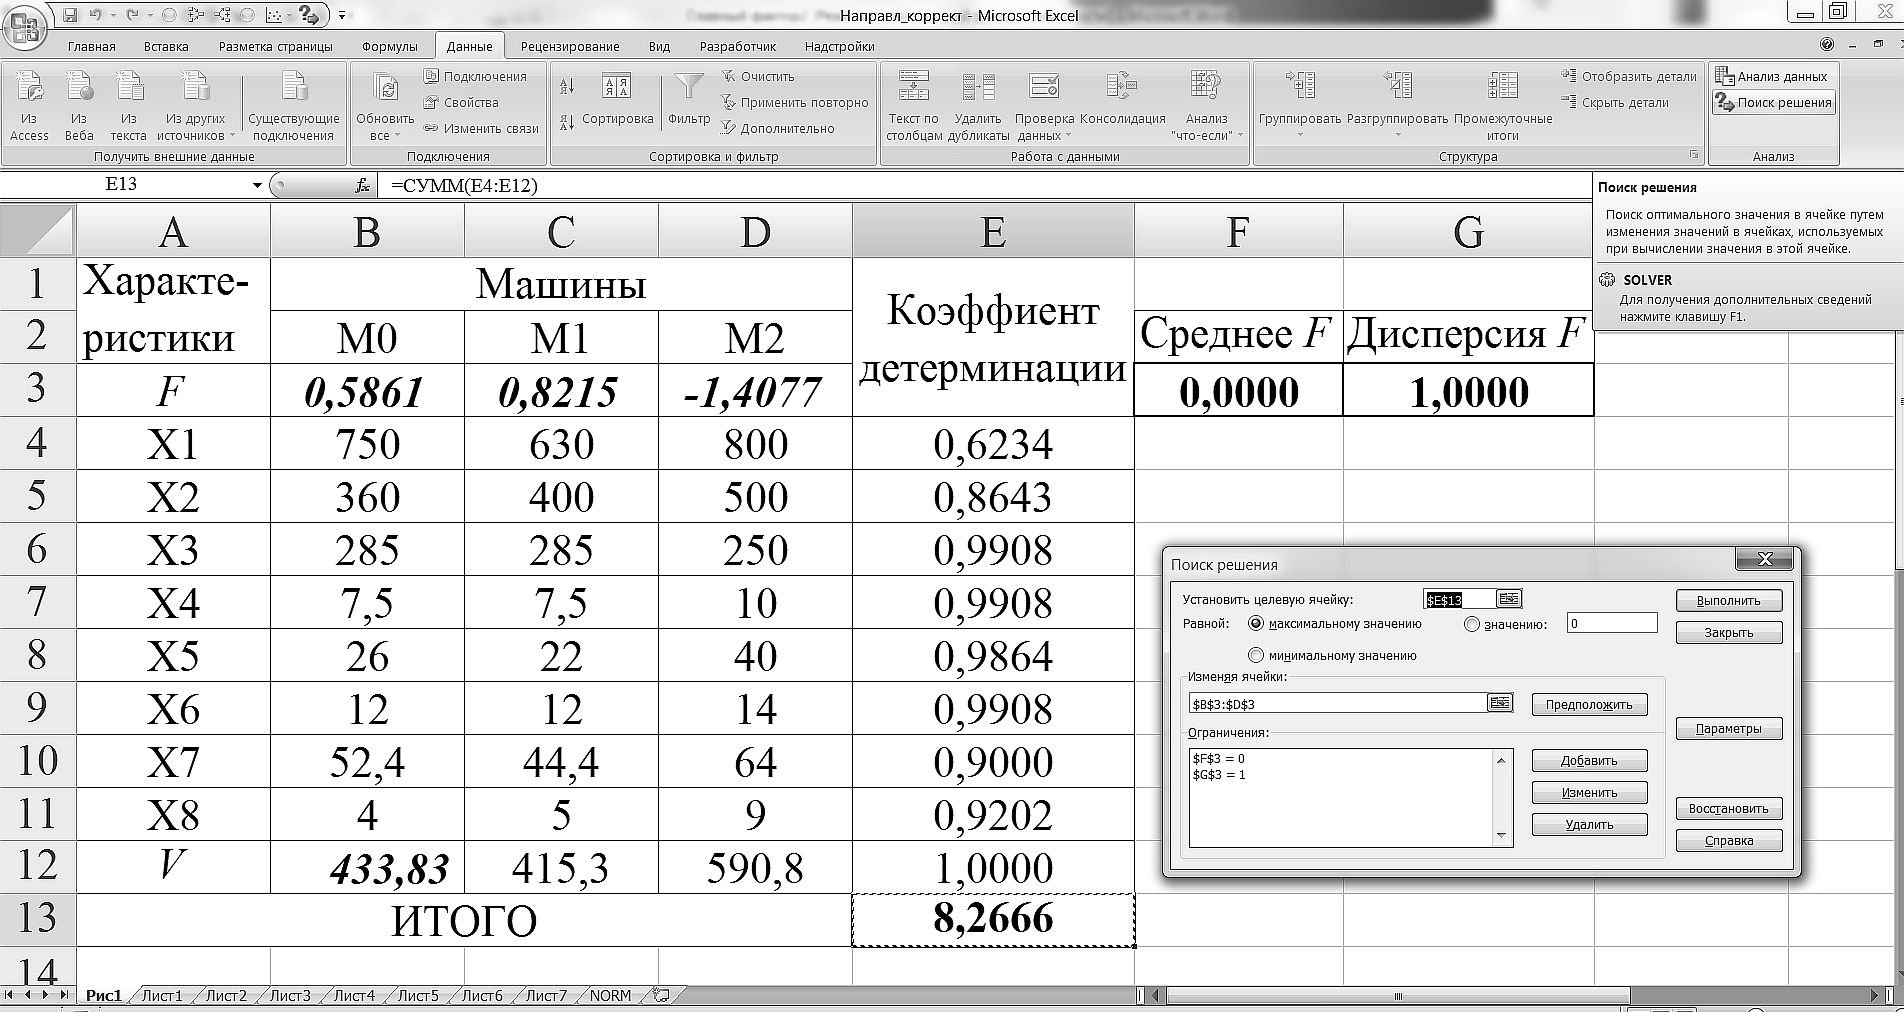 Направл_коррект - Microsoft Excel
Главная Вставка Разметка страницы Формулы Данные Рецензирование Вид Разработчик Надстройки
Из Access
Из Веба
Из текста
Из других источников
Существующие подключения
Получить внешние данные
Обновить все
Подключения
Свойства
Изменить связи
Подключения
Сортировка
Фильтр
Очистить
Применить повторно
Дополнительно
Сортировка и фильтр
Текст по столбцам
Удалить дубликаты
Проверка данных
Консолидация
Анализ "что-если"
Работа с данными
Группировать
Разгруппировать
Промежуточные итоги
Отобразить детали
Скрыть детали
Структура
Анализ данных
Поиск решения
Анализ
E13 fx =СУММ(E4:E12)
Поиск решения
Поиск оптимального значения в ячейке путем
изменения значений в ячейках, используемых
при вычислении значения в этой ячейке.
SOLVER
Для получения дополнительных сведений
нажмите клавишу F1.
A B C D E F G
1 Характе- Машины Коэффиент
2 ристики М0 М1 М2 детерминации Среднее F Дисперсия F
3 F 0,5861 0,8215 -1,4077 0,0000 1,0000
4 X1 750 630 800 0,6234
5 X2 360 400 500 0,8643
6 X3 285 285 250 0,9908
7 X4 7,5 7,5 10 0,9908
8 X5 26 22 40 0,9864
9 X6 12 12 14 0,9908
10 X7 52,4 44,4 64 0,9000
11 X8 4 5 9 0,9202
12 V 433,83 415,3 590,8 1,0000
13 ИТОГО 8,2666
14
Поиск решения
Установить целевую ячейку: $E$13
Равной: максимальному значению значению: 0
минимальному значению
Изменяя ячейки:
$B$3:$D$3
Предположить
Ограничения:
$F$3 = 0
$G$3 = 1
Добавить
Изменить
Удалить
Выполнить
Закрыть
Параметры
Восстановить
Справка
Рис1 Лист1 Лист2 Лист3 Лист4 Лист5 Лист6 Лист7 NORM